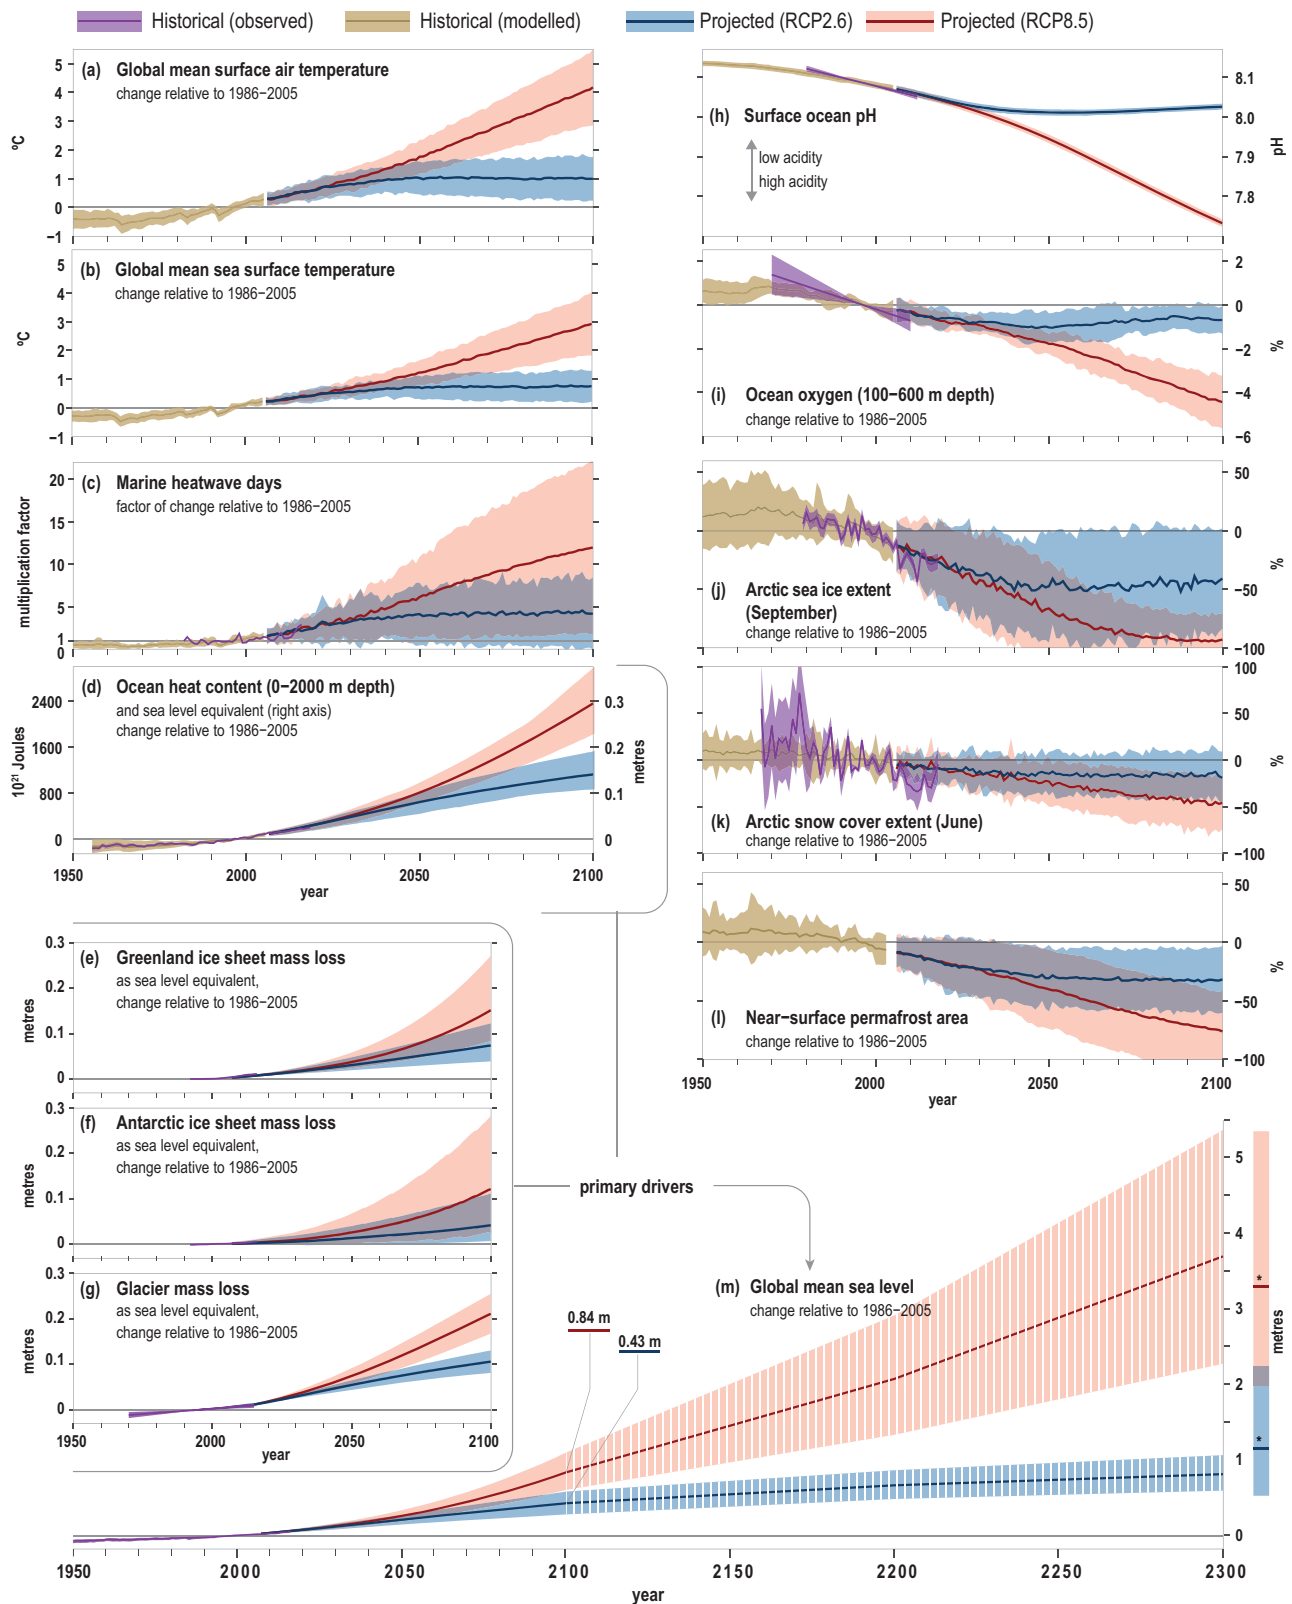 Historical (observed)
Historical (modelled)
Projected (RCP2.6)
Projected (RCP8.5)
(a) Global mean surface air temperature
change relative to 1986–2005
ºC
5
4
3
2
1
0
−1
(b) Global mean sea surface temperature
change relative to 1986–2005
ºC
5
4
3
2
1
0
−1
(c) Marine heatwave days
factor of change relative to 1986–2005
multiplication factor
20
15
10
5
1
0
(d) Ocean heat content (0–2000 m depth)
and sea level equivalent (right axis)
change relative to 1986–2005
10²¹ Joules
2400
1600
800
0
0.3
0.2
0.1
0
metres
1950 2000 2050 2100
year
(e) Greenland ice sheet mass loss
as sea level equivalent,
change relative to 1986–2005
metres
0.3
0.2
0.1
0
(f) Antarctic ice sheet mass loss
as sea level equivalent,
change relative to 1986–2005
metres
0.3
0.2
0.1
0
(g) Glacier mass loss
as sea level equivalent,
change relative to 1986–2005
metres
0.3
0.2
0.1
0
1950 2000 2050 2100
year
(h) Surface ocean pH
low acidity
high acidity
8.1
8.0
7.9
7.8
pH
(i) Ocean oxygen (100–600 m depth)
change relative to 1986–2005
2
0
−2
−4
−6
%
(j) Arctic sea ice extent
(September)
change relative to 1986–2005
50
0
−50
−100
%
(k) Arctic snow cover extent (June)
change relative to 1986–2005
100
50
0
−50
−100
%
(l) Near–surface permafrost area
change relative to 1986–2005
50
0
−50
−100
%
1950 2000 2050 2100
year
primary drivers
(m) Global mean sea level
change relative to 1986–2005
0.84 m
0.43 m
5
4
3
2
1
0
metres
*
*
1950 2000 2050 2100 2150 2200 2250 2300
year